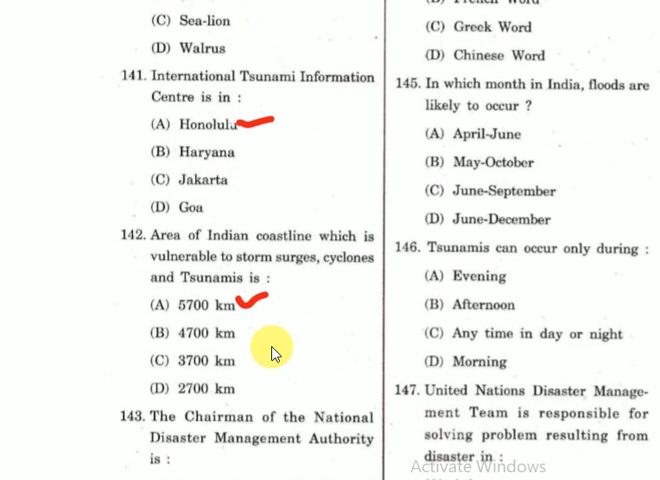 (C) Sea-lion
(D) Walrus
141. International Tsunami Information
Centre is in :
(A) Honolulu
(B) Haryana
(C) Jakarta
(D) Goa
142. Area of Indian coastline which is
vulnerable to storm surges, cyclones
and Tsunamis is :
(A) 5700 km
(B) 4700 km
(C) 3700 km
(D) 2700 km
143. The Chairman of the National
Disaster Management Authority
is :
(C) Greek Word
(D) Chinese Word
145. In which month in India, floods are
likely to occur ?
(A) April-June
(B) May-October
(C) June-September
(D) June-December
146. Tsunamis can occur only during :
(A) Evening
(B) Afternoon
(C) Any time in day or night
(D) Morning
147. United Nations Disaster Manage-
ment Team is responsible for
solving problem resulting from
disaster in :
Activate Windows